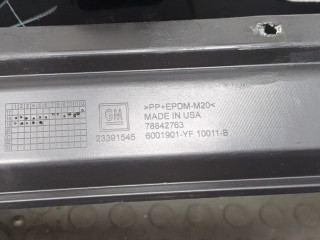 GM
23391545
>PP+EPDM-M20<
MADE IN USA
78842763
6001901-YF 10011-B